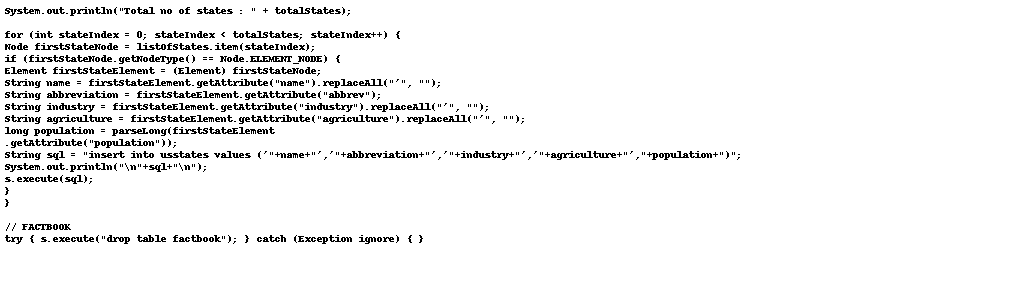 System.out.println("Total no of states : " + totalStates);
for (int stateIndex = 0; stateIndex < totalStates; stateIndex++) {
Node firstStateNode = listOfStates.item(stateIndex);
if (firstStateNode.getNodeType() == Node.ELEMENT_NODE) {
Element firstStateElement = (Element) firstStateNode;
String name = firstStateElement.getAttribute("name").replaceAll("'", "");
String abbreviation = firstStateElement.getAttribute("abbrev");
String industry = firstStateElement.getAttribute("industry").replaceAll("'", "");
String agriculture = firstStateElement.getAttribute("agriculture").replaceAll("'", "");
long population = parseLong(firstStateElement
.getAttribute("population"));
String sql = "insert into usstates values ('"+name+"','"+abbreviation+"','"+industry+"','"+agriculture+"',"+population+")";
System.out.println("\n"+sql+"\n");
s.execute(sql);
}
}
// FACTBOOK
try { s.execute("drop table factbook"); } catch (Exception ignore) { }